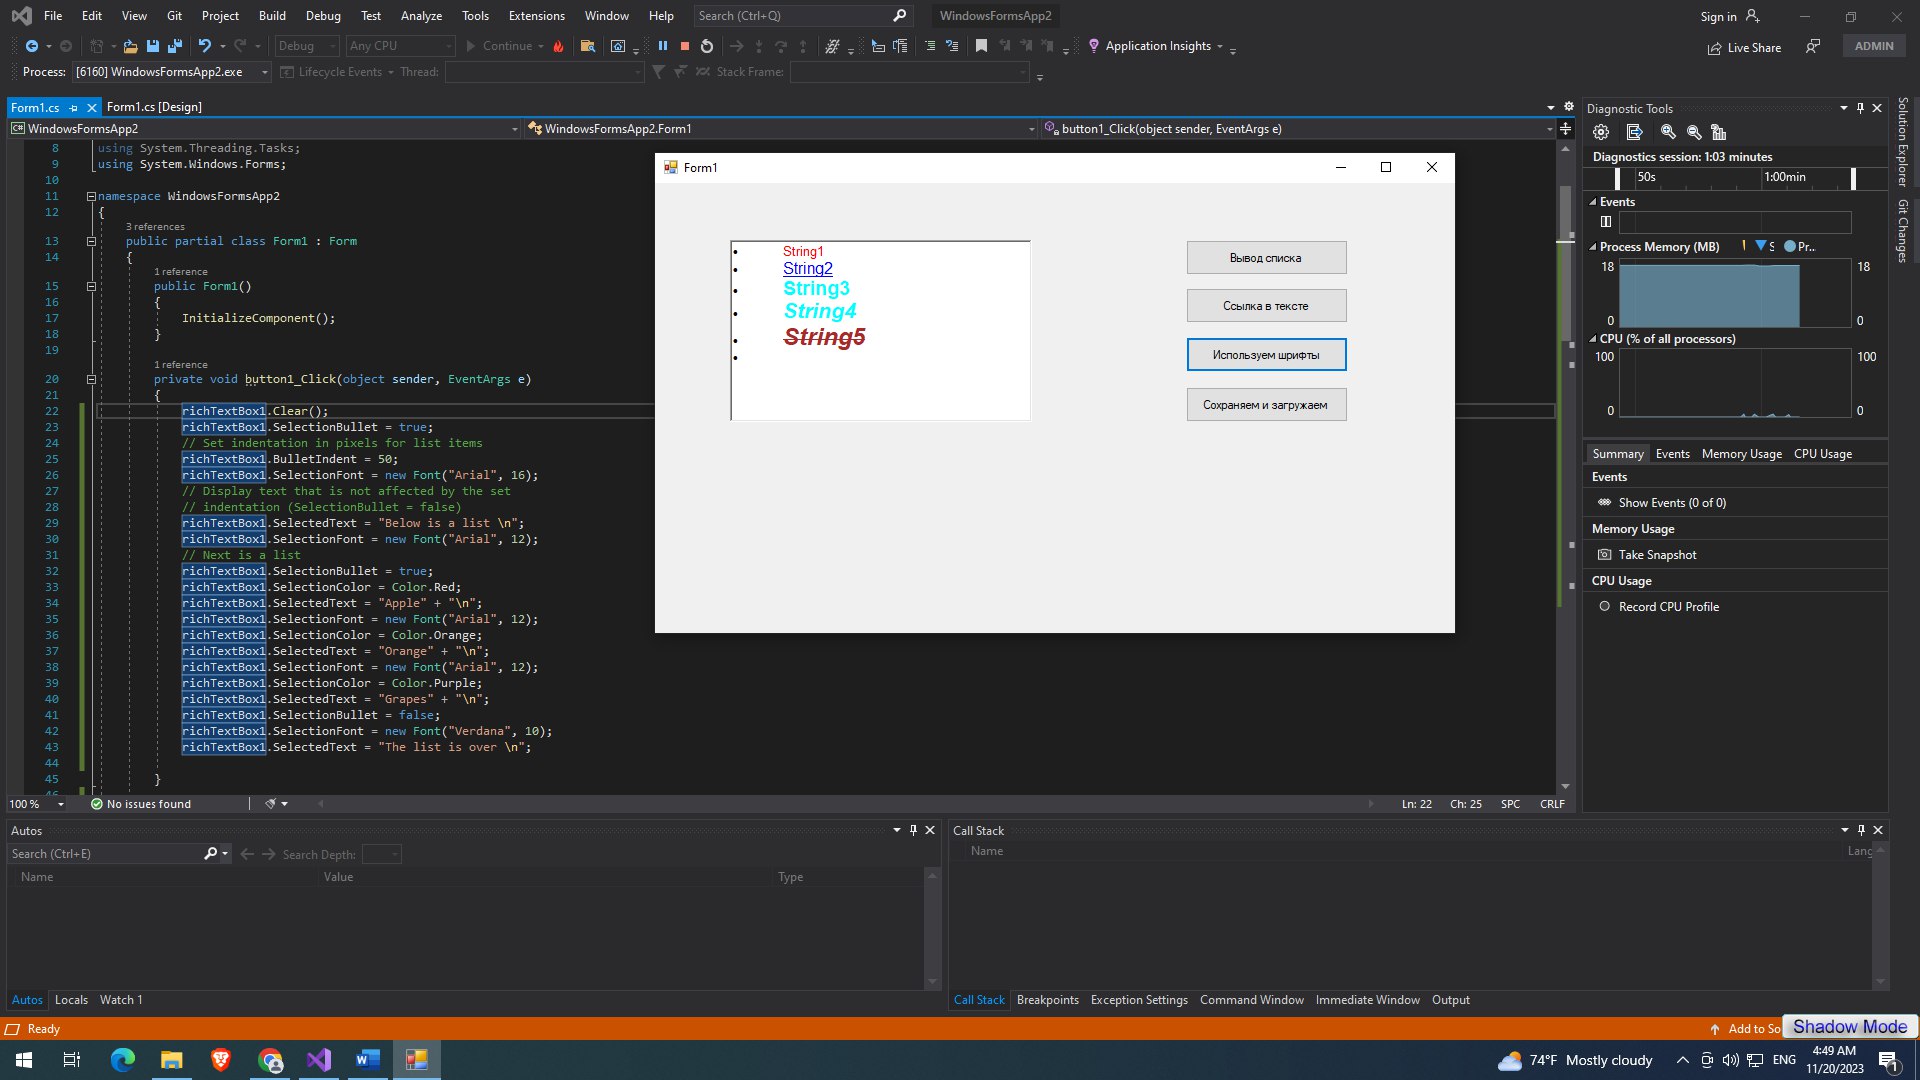 File Edit View Git Project Build Debug Test Analyze Tools Extensions Window Help Search (Ctrl+Q) WindowsFormsApp2 Sign in
Debug Any CPU Continue Application Insights Live Share ADMIN
Process: [6160] WindowsFormsApp2.exe Lifecycle Events Thread: Stack Frame:
Form1.cs Form1.cs [Design]
WindowsFormsApp2 WindowsFormsApp2.Form1 button1_Click(object sender, EventArgs e)
8 using System.Threading.Tasks;
9 using System.Windows.Forms;
10
11 namespace WindowsFormsApp2
12 {
3 references
13 public partial class Form1 : Form
14 {
1 reference
15 public Form1()
16 {
17 InitializeComponent();
18 }
19
1 reference
20 private void button1_Click(object sender, EventArgs e)
21 {
22 richTextBox1.Clear();
23 richTextBox1.SelectionBullet = true;
24 // Set indentation in pixels for list items
25 richTextBox1.BulletIndent = 50;
26 richTextBox1.SelectionFont = new Font("Arial", 16);
27 // Display text that is not affected by the set
28 // indentation (SelectionBullet = false)
29 richTextBox1.SelectedText = "Below is a list \n";
30 richTextBox1.SelectionFont = new Font("Arial", 12);
31 // Next is a list
32 richTextBox1.SelectionBullet = true;
33 richTextBox1.SelectionColor = Color.Red;
34 richTextBox1.SelectedText = "Apple" + "\n";
35 richTextBox1.SelectionFont = new Font("Arial", 12);
36 richTextBox1.SelectionColor = Color.Orange;
37 richTextBox1.SelectedText = "Orange" + "\n";
38 richTextBox1.SelectionFont = new Font("Arial", 12);
39 richTextBox1.SelectionColor = Color.Purple;
40 richTextBox1.SelectedText = "Grapes" + "\n";
41 richTextBox1.SelectionBullet = false;
42 richTextBox1.SelectionFont = new Font("Verdana", 10);
43 richTextBox1.SelectedText = "The list is over \n";
44
45 }
100 % No issues found Ln: 22 Ch: 25 SPC CRLF
Form1
• String1
• String2
• String3
• String4
• String5
•
Вывод списка
Ссылка в тексте
Используем шрифты
Сохраняем и загружаем
Diagnostic Tools
Diagnostics session: 1:03 minutes
50s 1:00min
Events
Process Memory (MB) S Pr...
18 18
0 0
CPU (% of all processors)
100 100
0 0
Summary Events Memory Usage CPU Usage
Events
Show Events (0 of 0)
Memory Usage
Take Snapshot
CPU Usage
Record CPU Profile
Solution Explorer
Git Changes
Autos
Search (Ctrl+E) Search Depth:
Name Value Type
Autos Locals Watch 1
Call Stack
Name Lang
Call Stack Breakpoints Exception Settings Command Window Immediate Window Output
Ready Add to So
Shadow Mode
74°F Mostly cloudy ENG 4:49 AM
11/20/2023 1